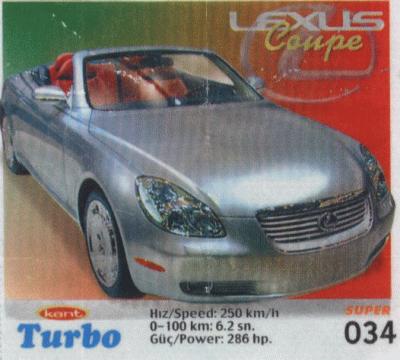 LEXUS
Coupe
kent
Turbo
Hız/Speed: 250 km/h
0-100 km: 6.2 sn.
Güç/Power: 286 hp.
SUPER
034